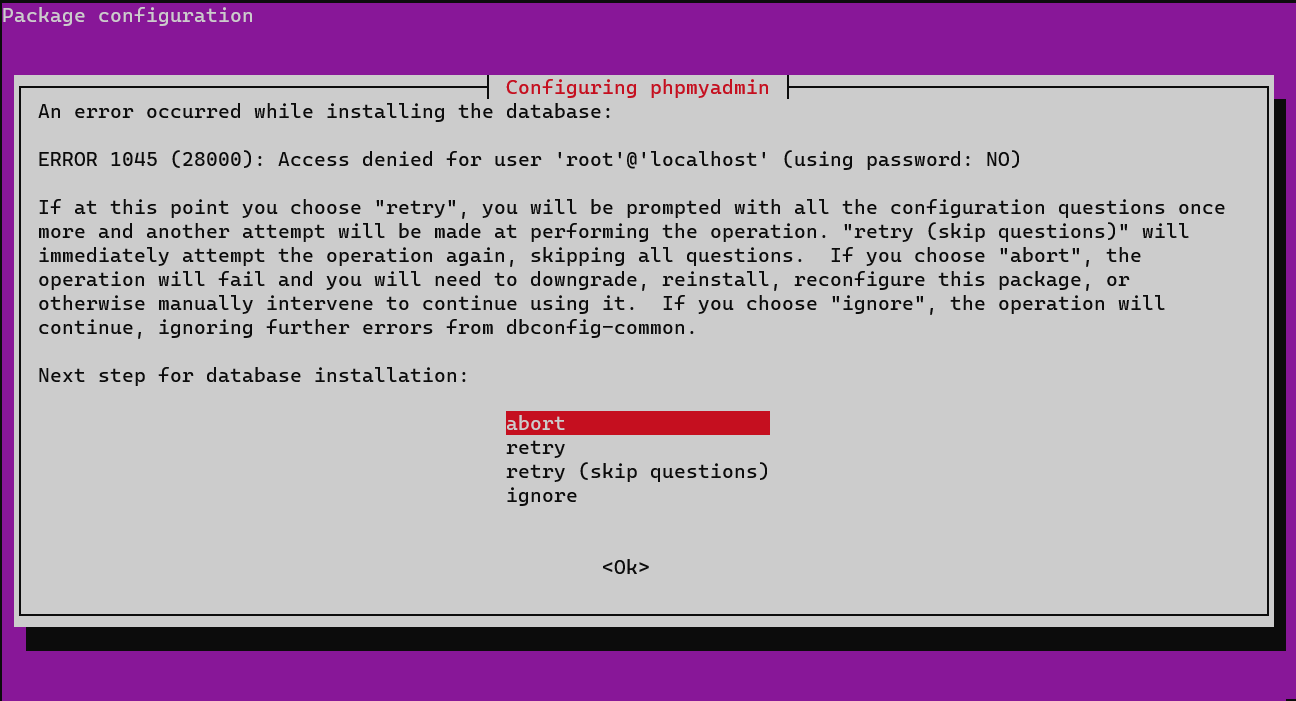 Package configuration
Configuring phpmyadmin
An error occurred while installing the database:
ERROR 1045 (28000): Access denied for user 'root'@'localhost' (using password: NO)
If at this point you choose "retry", you will be prompted with all the configuration questions once
more and another attempt will be made at performing the operation. "retry (skip questions)" will
immediately attempt the operation again, skipping all questions.  If you choose "abort", the
operation will fail and you will need to downgrade, reinstall, reconfigure this package, or
otherwise manually intervene to continue using it.  If you choose "ignore", the operation will
continue, ignoring further errors from dbconfig-common.
Next step for database installation:
abort
retry
retry (skip questions)
ignore
<Ok>